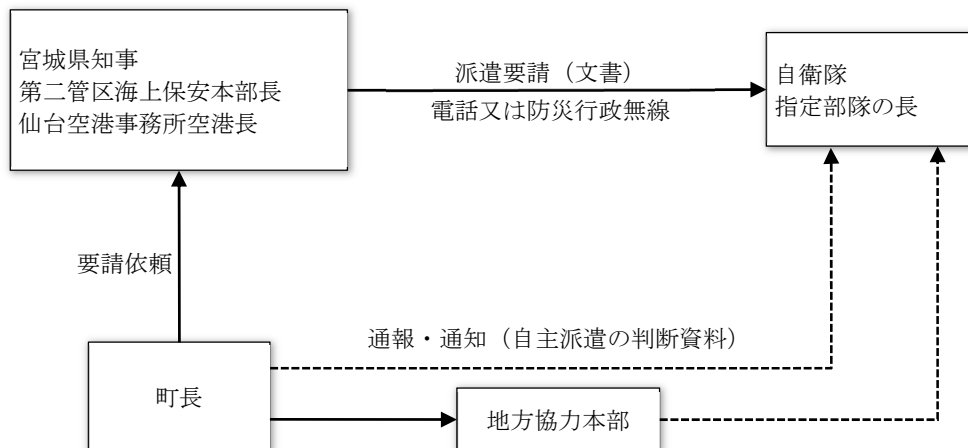 宮城県知事
第二管区海上保安本部長
仙台空港事務所空港長
派遣要請（文書）
電話又は防災行政無線
自衛隊
指定部隊の長
要請依頼
通報・通知（自主派遣の判断資料）
町長
地方協力本部